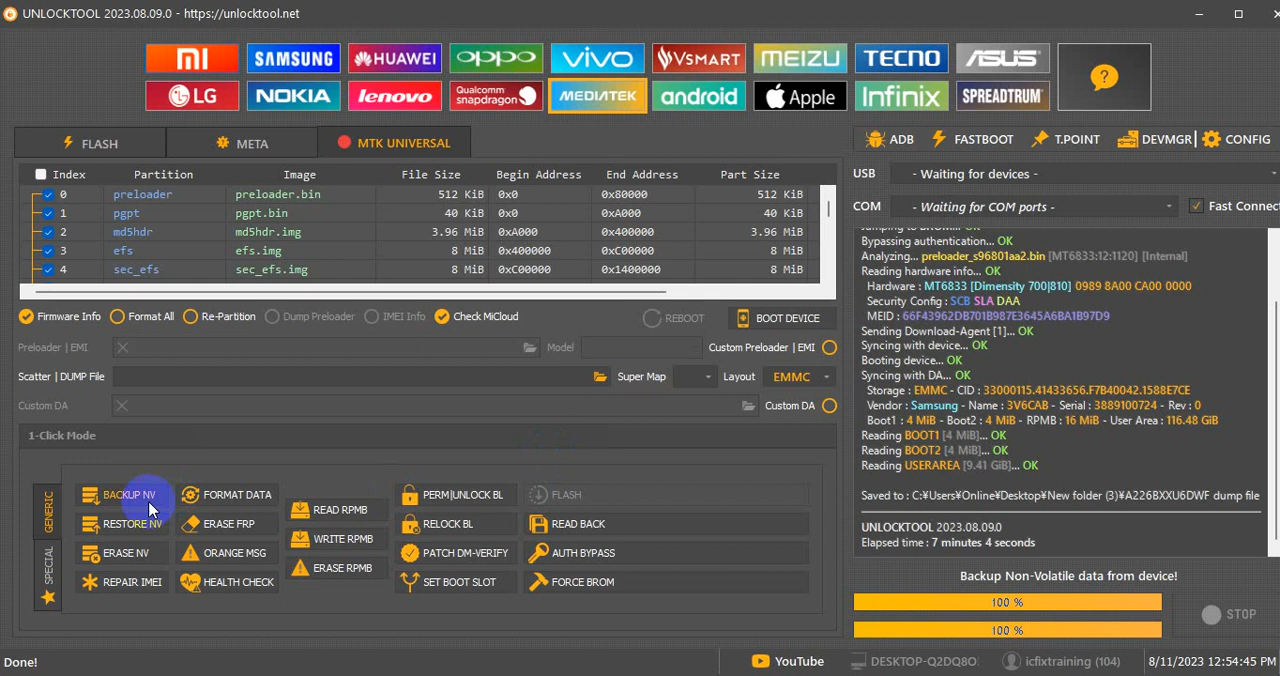 UNLOCKTOOL 2023.08.09.0 - https://unlocktool.net
mi SAMSUNG HUAWEI oppo vivo VSMART MEIZU TECNO ASUS ?
LG NOKIA lenovo Qualcomm snapdragon MEDIATEK android Apple Infinix SPREADTRUM
FLASH META MTK UNIVERSAL
ADB FASTBOOT T.POINT DEVMGR CONFIG
Index Partition Image File Size Begin Address End Address Part Size
0 preloader preloader.bin 512 KiB 0x0 0x80000 512 KiB
1 pgpt pgpt.bin 40 KiB 0x0 0xA000 40 KiB
2 md5hdr md5hdr.img 3.96 MiB 0xA000 0x400000 3.96 MiB
3 efs efs.img 8 MiB 0x400000 0xC00000 8 MiB
4 sec_efs sec_efs.img 8 MiB 0xC00000 0x1400000 8 MiB
Firmware Info Format All Re-Partition Dump Preloader IMEI Info Check MiCloud REBOOT BOOT DEVICE
Preloader | EMI Model Custom Preloader | EMI
Scatter | DUMP File Super Map Layout EMMC
Custom DA Custom DA
1-Click Mode
GENERIC
SPECIAL
BACKUP NV FORMAT DATA READ RPMB PERM|UNLOCK BL FLASH
RESTORE NV ERASE FRP WRITE RPMB RELOCK BL READ BACK
ERASE NV ORANGE MSG ERASE RPMB PATCH DM-VERIFY AUTH BYPASS
REPAIR IMEI HEALTH CHECK SET BOOT SLOT FORCE BROM
USB - Waiting for devices -
COM - Waiting for COM ports - Fast Connect
Jumping to BROM... OK
Bypassing authentication... OK
Analyzing... preloader_s96801aa2.bin [MT6833:12:1120] [Internal]
Reading hardware info... OK
Hardware : MT6833 [Dimensity 700|810] 0989 8A00 CA00 0000
Security Config : SCB SLA DAA
MEID : 66F43962DB701B987E3645A6BA1B97D9
Sending Download-Agent [1]... OK
Syncing with device... OK
Booting device... OK
Syncing with DA... OK
Storage : EMMC - CID : 33000115.41433656.F7B40042.1588E7CE
Vendor : Samsung - Name : 3V6CAB - Serial : 3889100724 - Rev : 0
Boot1 : 4 MiB - Boot2 : 4 MiB - RPMB : 16 MiB - User Area : 116.48 GiB
Reading BOOT1 [4 MiB]... OK
Reading BOOT2 [4 MiB]... OK
Reading USERAREA [9.41 GiB]... OK
Saved to : C:¥Users¥Online¥Desktop¥New folder (3)¥A226BXXU6DWF dump file
UNLOCKTOOL 2023.08.09.0
Elapsed time : 7 minutes 4 seconds
Backup Non-Volatile data from device!
100 %
100 %
STOP
Done! YouTube DESKTOP-Q2DQ8O icfixtraining (104) 8/11/2023 12:54:45 PM